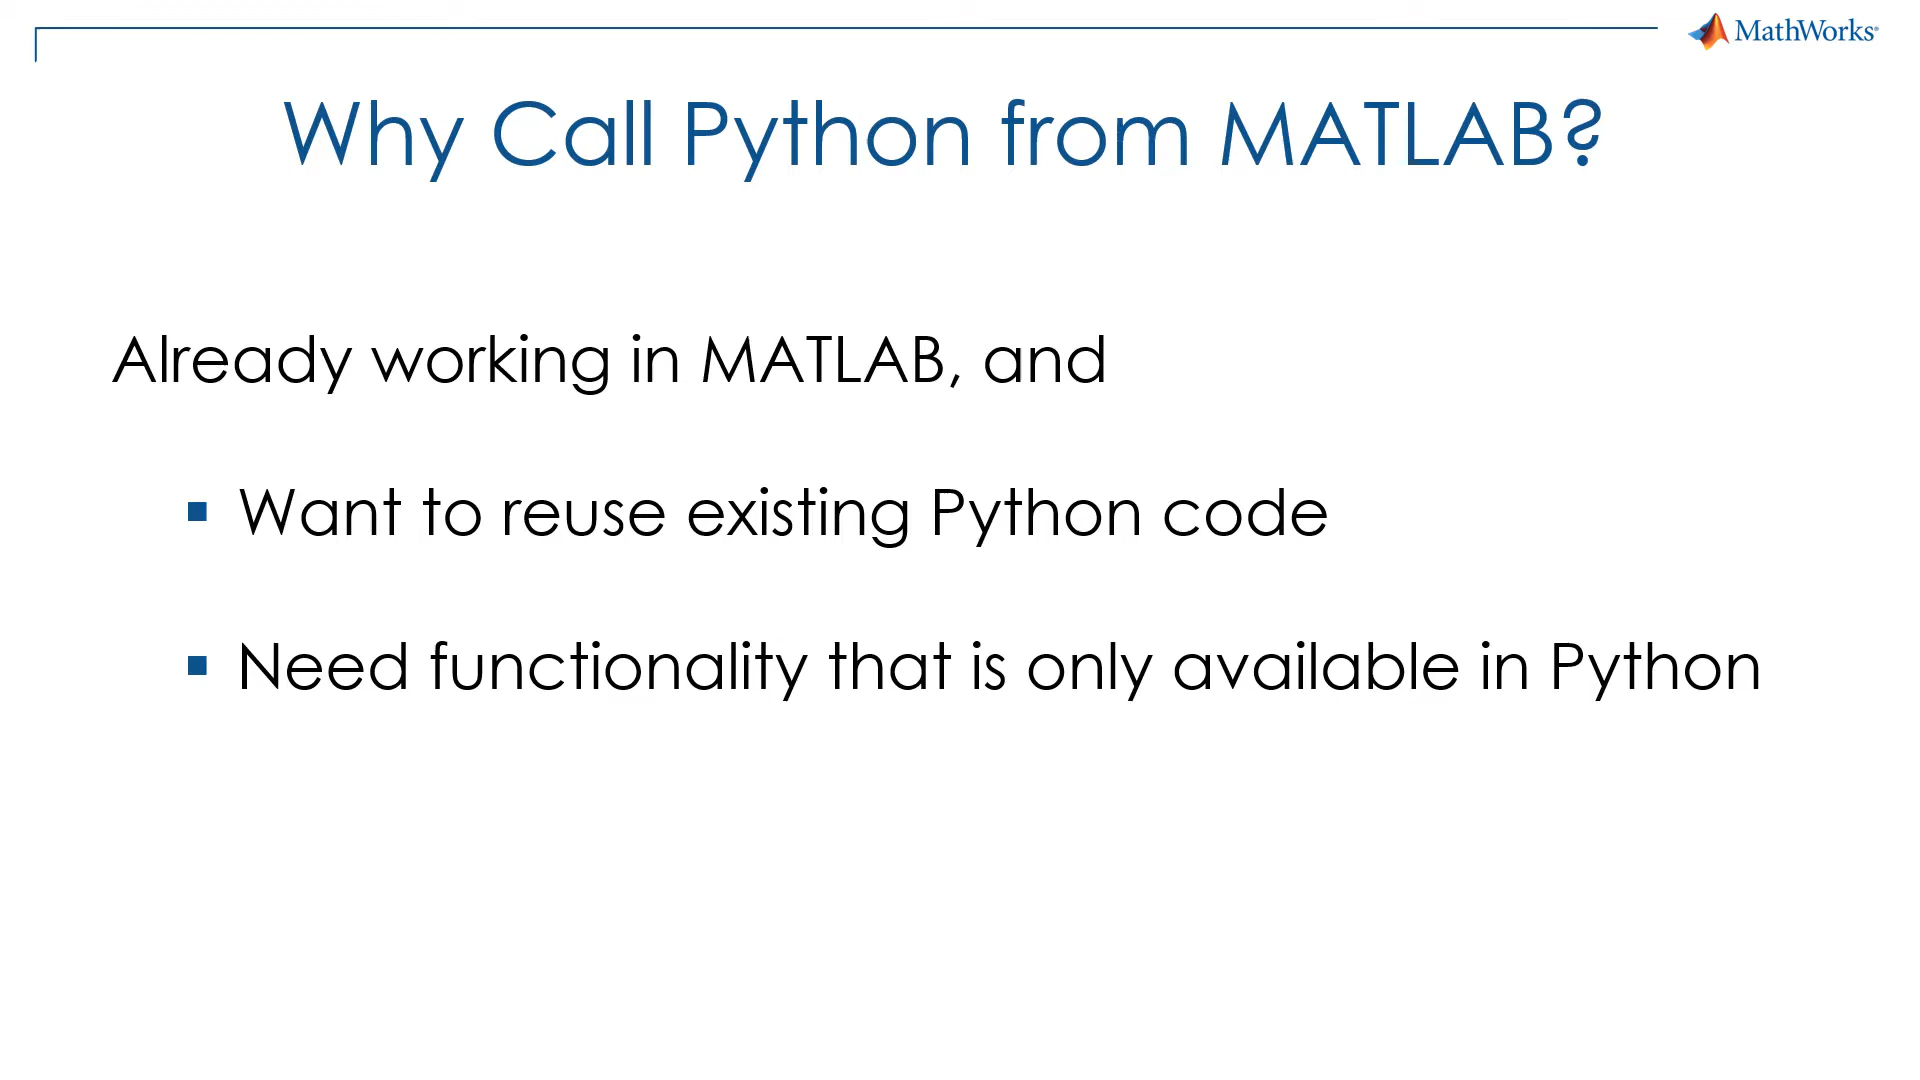 MathWorks®
Why Call Python from MATLAB?
Already working in MATLAB, and
▪ Want to reuse existing Python code
▪ Need functionality that is only available in Python